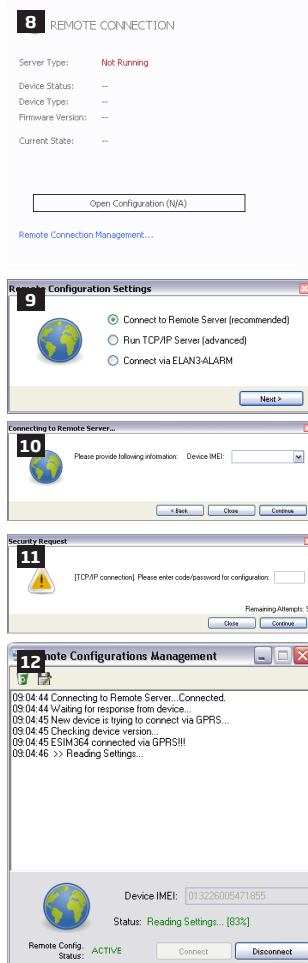 8 REMOTE CONNECTION
Server Type: Not Running
Device Status: --
Device Type: --
Firmware Version: --
Current State: --
Open Configuration (N/A)
Remote Connection Management...
9 Configuration Settings
Connect to Remote Server (recommended)
Run TCP/IP Server (advanced)
Connect via ELAN3-ALARM
Next >
Connecting to Remote Server...
10
Please provide following information: Device IMEI:
< Back Close Continue
Security Request
11
[TCP/IP connection]. Please enter code/password for configuration:
Remaining Attempts:
Close Continue
12 Configurations Management
09:04:44 Connecting to Remote Server...Connected.
09:04:44 Waiting for response from device...
09:04:45 New device is trying to connect via GPRS...
09:04:45 Checking device version...
09:04:45 ESIM364 connected via GPRS!!!
09:04:46 >> Reading Settings...
Device IMEI: 013226005471855
Status: Reading Settings... [83%]
Remote Config. Status: ACTIVE Connect Disconnect